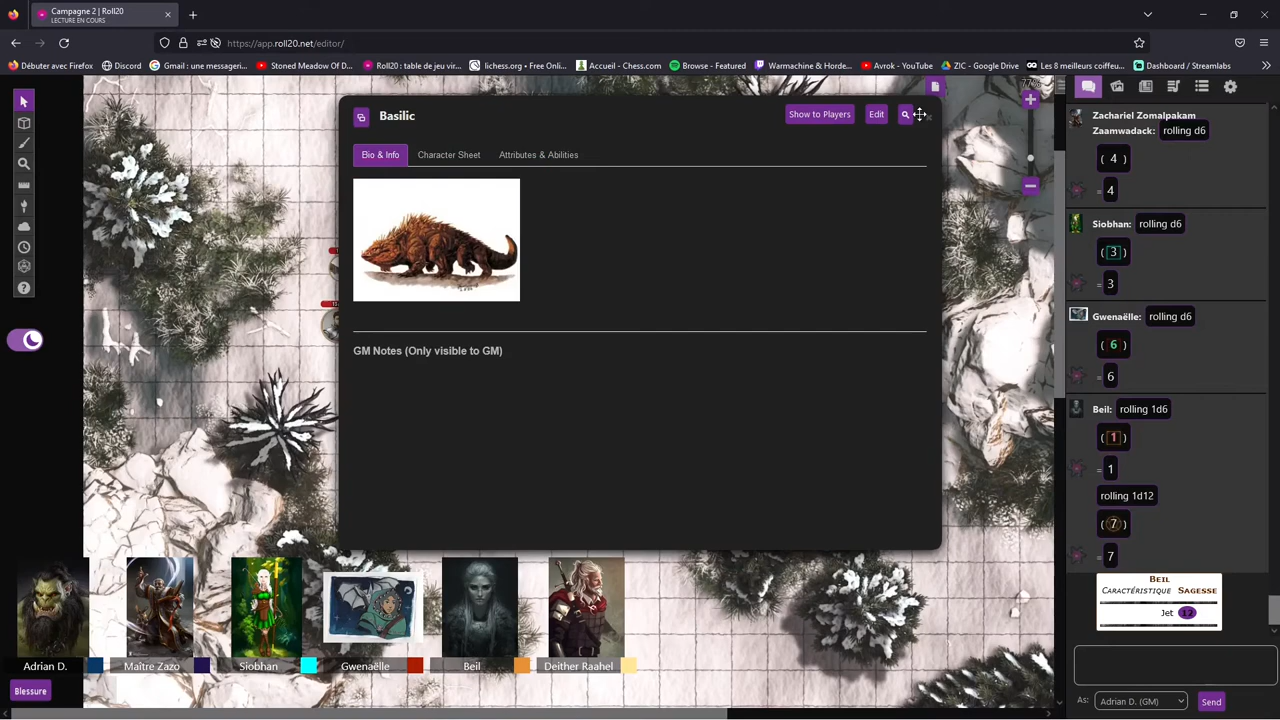 Campagne 2 | Roll20
LECTURE EN COURS
https://app.roll20.net/editor/
Débuter avec Firefox
Discord
Gmail : une messageri...
Stoned Meadow Of D...
Roll20 : table de jeu vir...
lichess.org • Free Onli...
Accueil - Chess.com
Browse - Featured
Warmachine & Horde...
Avrok - YouTube
ZIC - Google Drive
Les 8 meilleurs coiffeu...
Dashboard / Streamlabs
77%
Basilic
Show to Players
Edit
Bio & Info
Character Sheet
Attributes & Abilities
GM Notes (Only visible to GM)
Zachariel Zomalpakam
Zaamwadack: rolling d6
( 4 )
= 4
Siobhan: rolling d6
( 3 )
= 3
Gwenaëlle: rolling d6
( 6 )
= 6
Beil: rolling 1d6
( 1 )
= 1
rolling 1d12
( 7 )
= 7
Beil
Caractéristique Sagesse
Jet 12
Adrian D.
Maître Zazo
Siobhan
Gwenaëlle
Beil
Deither Raahel
Blessure
As:
Adrian D. (GM)
Send